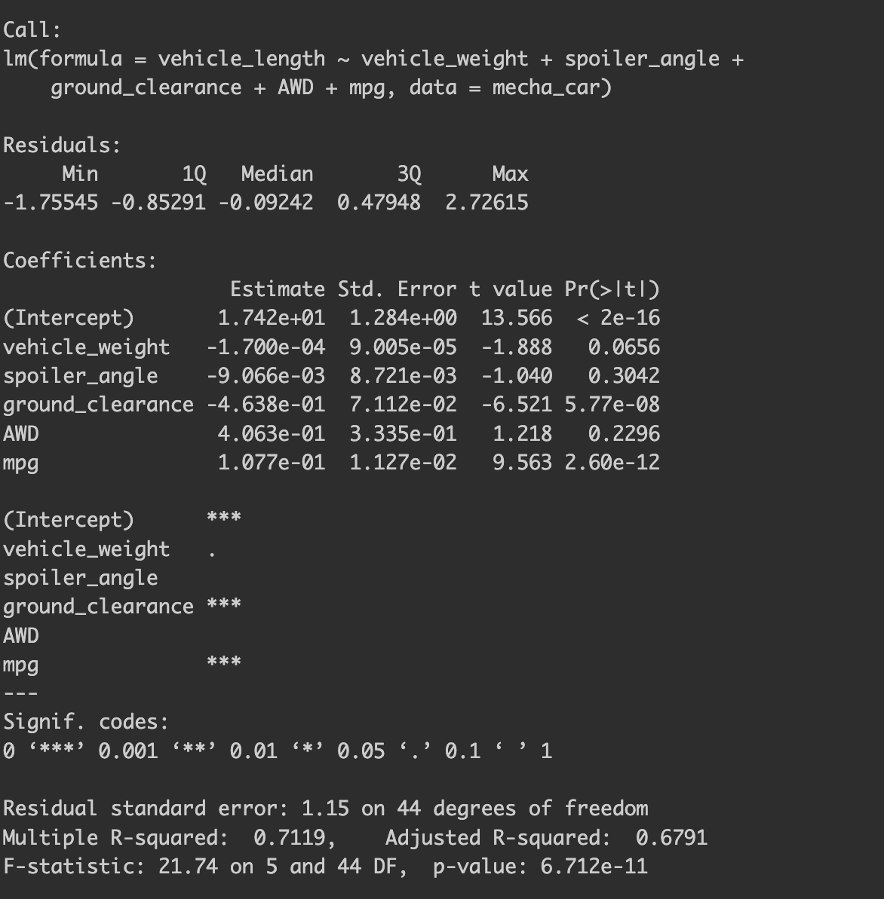 Call:
lm(formula = vehicle_length ~ vehicle_weight + spoiler_angle +
    ground_clearance + AWD + mpg, data = mecha_car)

Residuals:
     Min       1Q   Median       3Q      Max
-1.75545 -0.85291 -0.09242  0.47948  2.72615

Coefficients:
                   Estimate Std. Error t value Pr(>|t|)
(Intercept)       1.742e+01  1.284e+00  13.566  < 2e-16
vehicle_weight   -1.700e-04  9.005e-05  -1.888   0.0656
spoiler_angle    -9.066e-03  8.721e-03  -1.040   0.3042
ground_clearance -4.638e-01  7.112e-02  -6.521 5.77e-08
AWD               4.063e-01  3.335e-01   1.218   0.2296
mpg               1.077e-01  1.127e-02   9.563 2.60e-12

(Intercept)      ***
vehicle_weight   .
spoiler_angle
ground_clearance ***
AWD
mpg              ***
---
Signif. codes:
0 ‘***’ 0.001 ‘**’ 0.01 ‘*’ 0.05 ‘.’ 0.1 ‘ ’ 1

Residual standard error: 1.15 on 44 degrees of freedom
Multiple R-squared:  0.7119,    Adjusted R-squared:  0.6791
F-statistic: 21.74 on 5 and 44 DF,  p-value: 6.712e-11